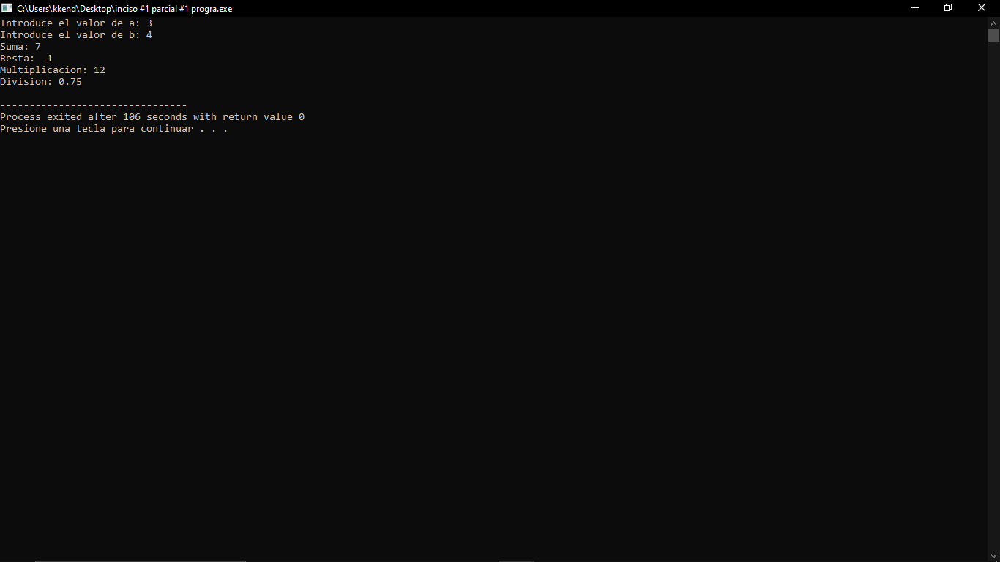 C:\Users\kkend\Desktop\inciso #1 parcial #1 progra.exe
Introduce el valor de a: 3
Introduce el valor de b: 4
Suma: 7
Resta: -1
Multiplicacion: 12
Division: 0.75
--------------------------------
Process exited after 106 seconds with return value 0
Presione una tecla para continuar . . .